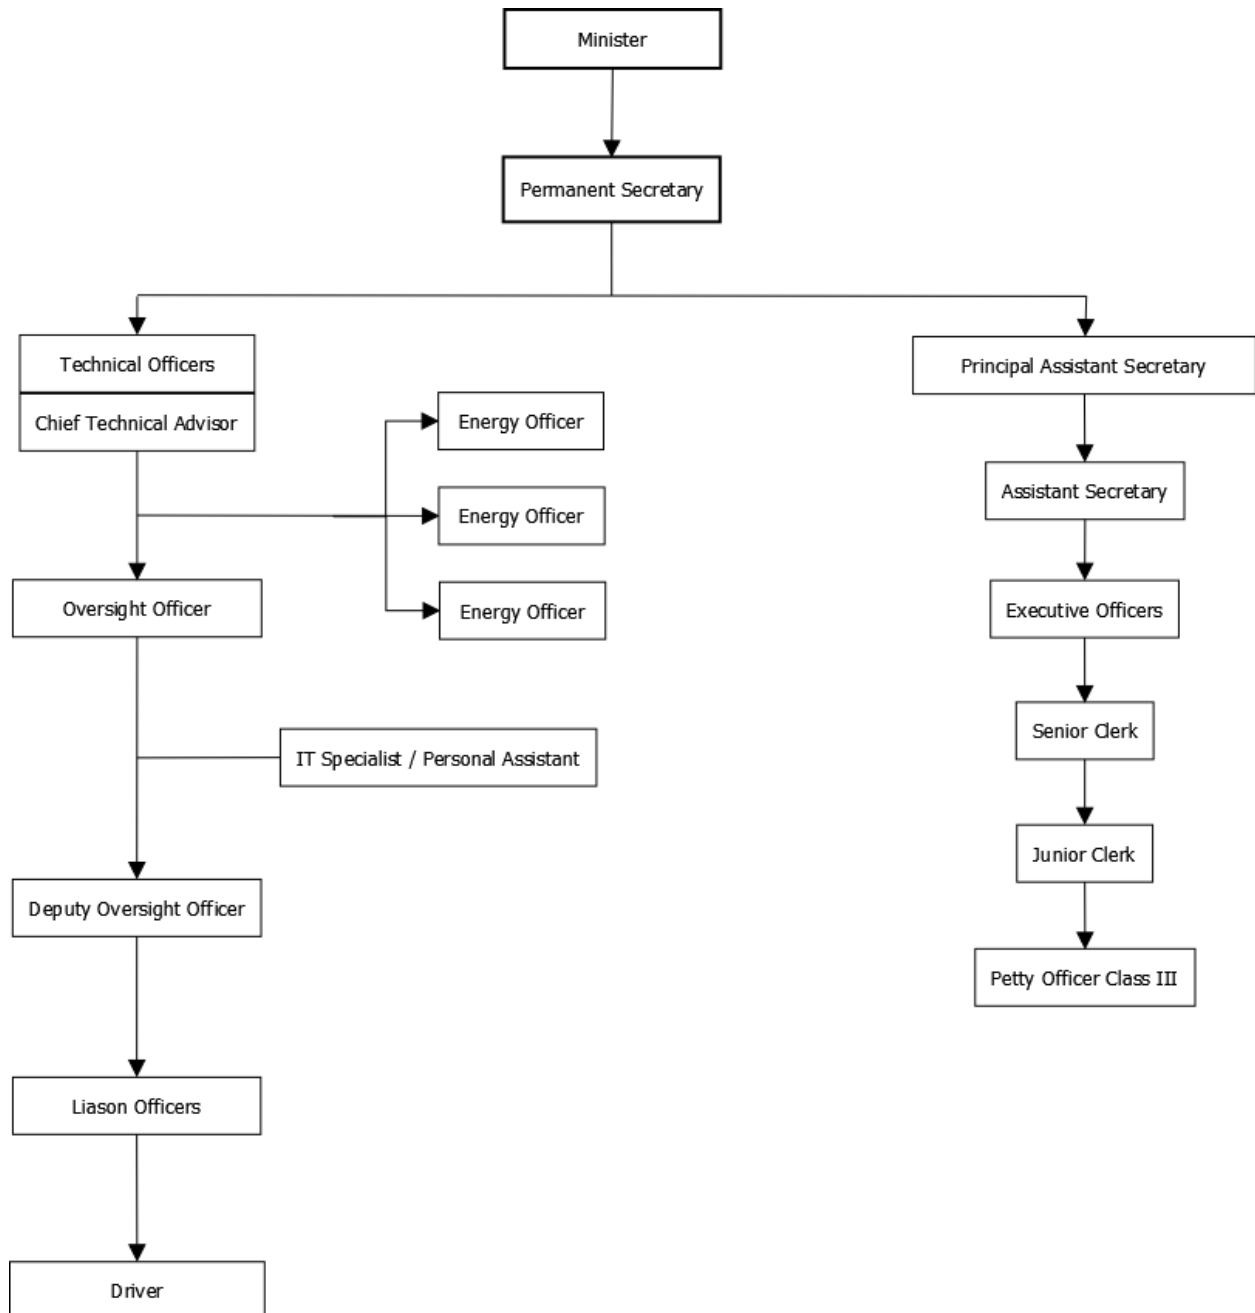 Minister
Permanent Secretary
Technical Officers
Chief Technical Advisor
Energy Officer
Energy Officer
Energy Officer
Oversight Officer
IT Specialist / Personal Assistant
Deputy Oversight Officer
Liason Officers
Driver
Principal Assistant Secretary
Assistant Secretary
Executive Officers
Senior Clerk
Junior Clerk
Petty Officer Class III